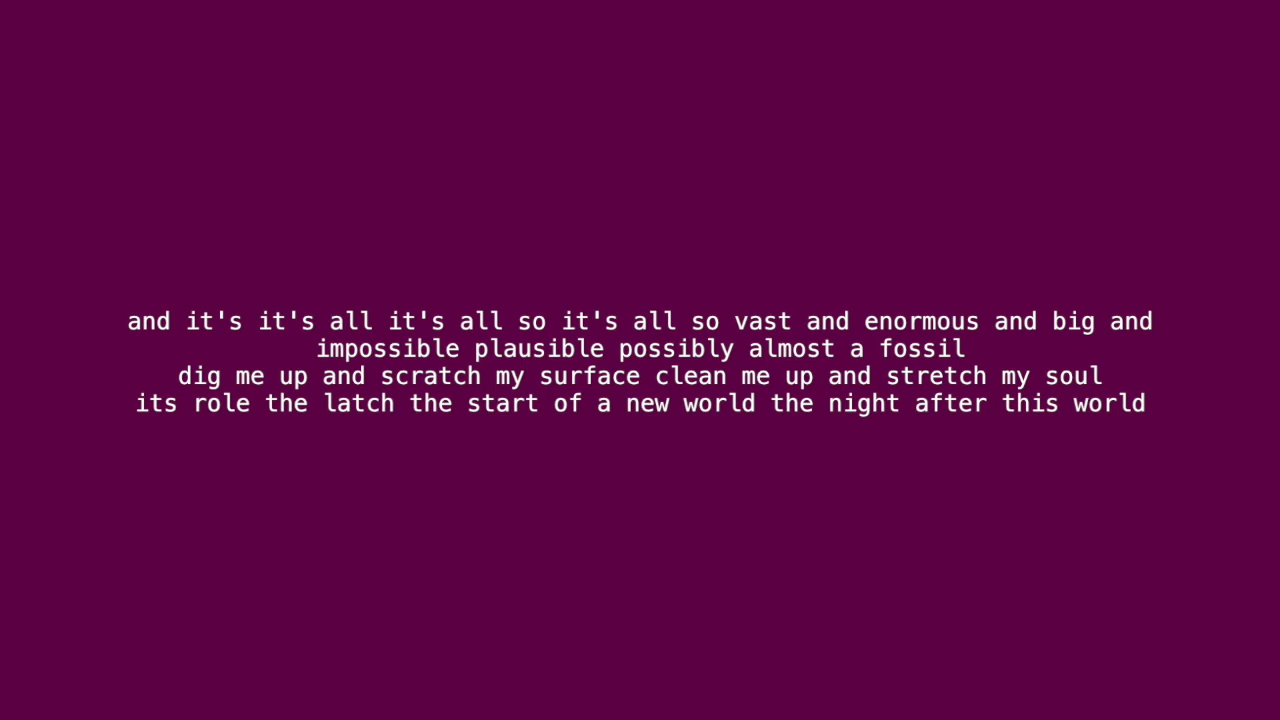 and it's it's all it's all so it's all so vast and enormous and big and
impossible plausible possibly almost a fossil
dig me up and scratch my surface clean me up and stretch my soul
its role the latch the start of a new world the night after this world